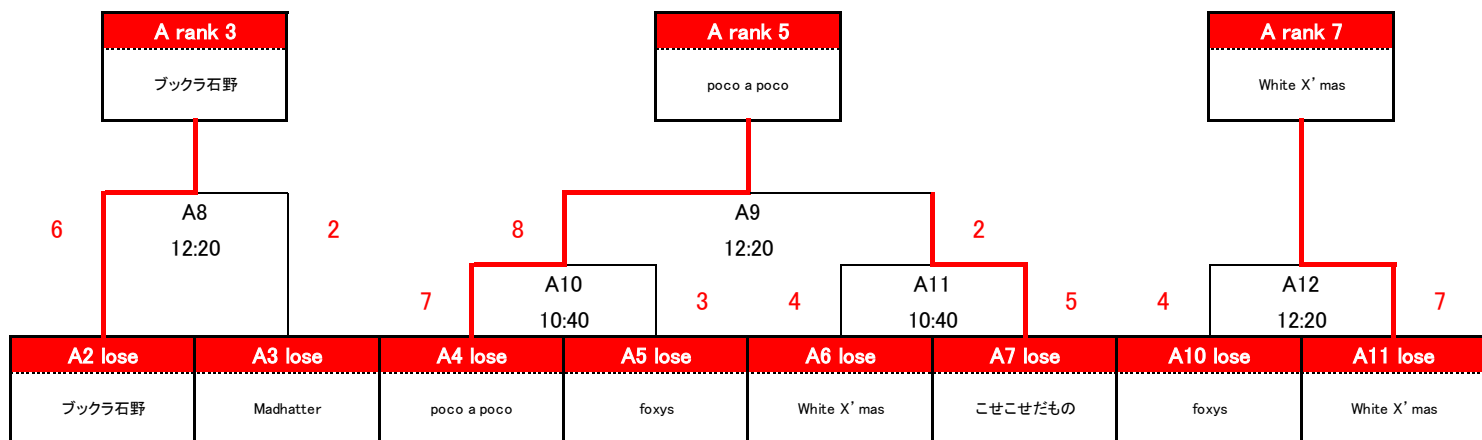 A rank 3
A rank 5
A rank 7
ブックラ石野
poco a poco
White X’mas
6
A8
12:20
2
8
A9
12:20
2
7
A10
10:40
3
4
A11
10:40
5
4
A12
12:20
7
A2 lose
A3 lose
A4 lose
A5 lose
A6 lose
A7 lose
A10 lose
A11 lose
ブックラ石野
Madhatter
poco a poco
foxys
White X’mas
こせこせだもの
foxys
White X’mas